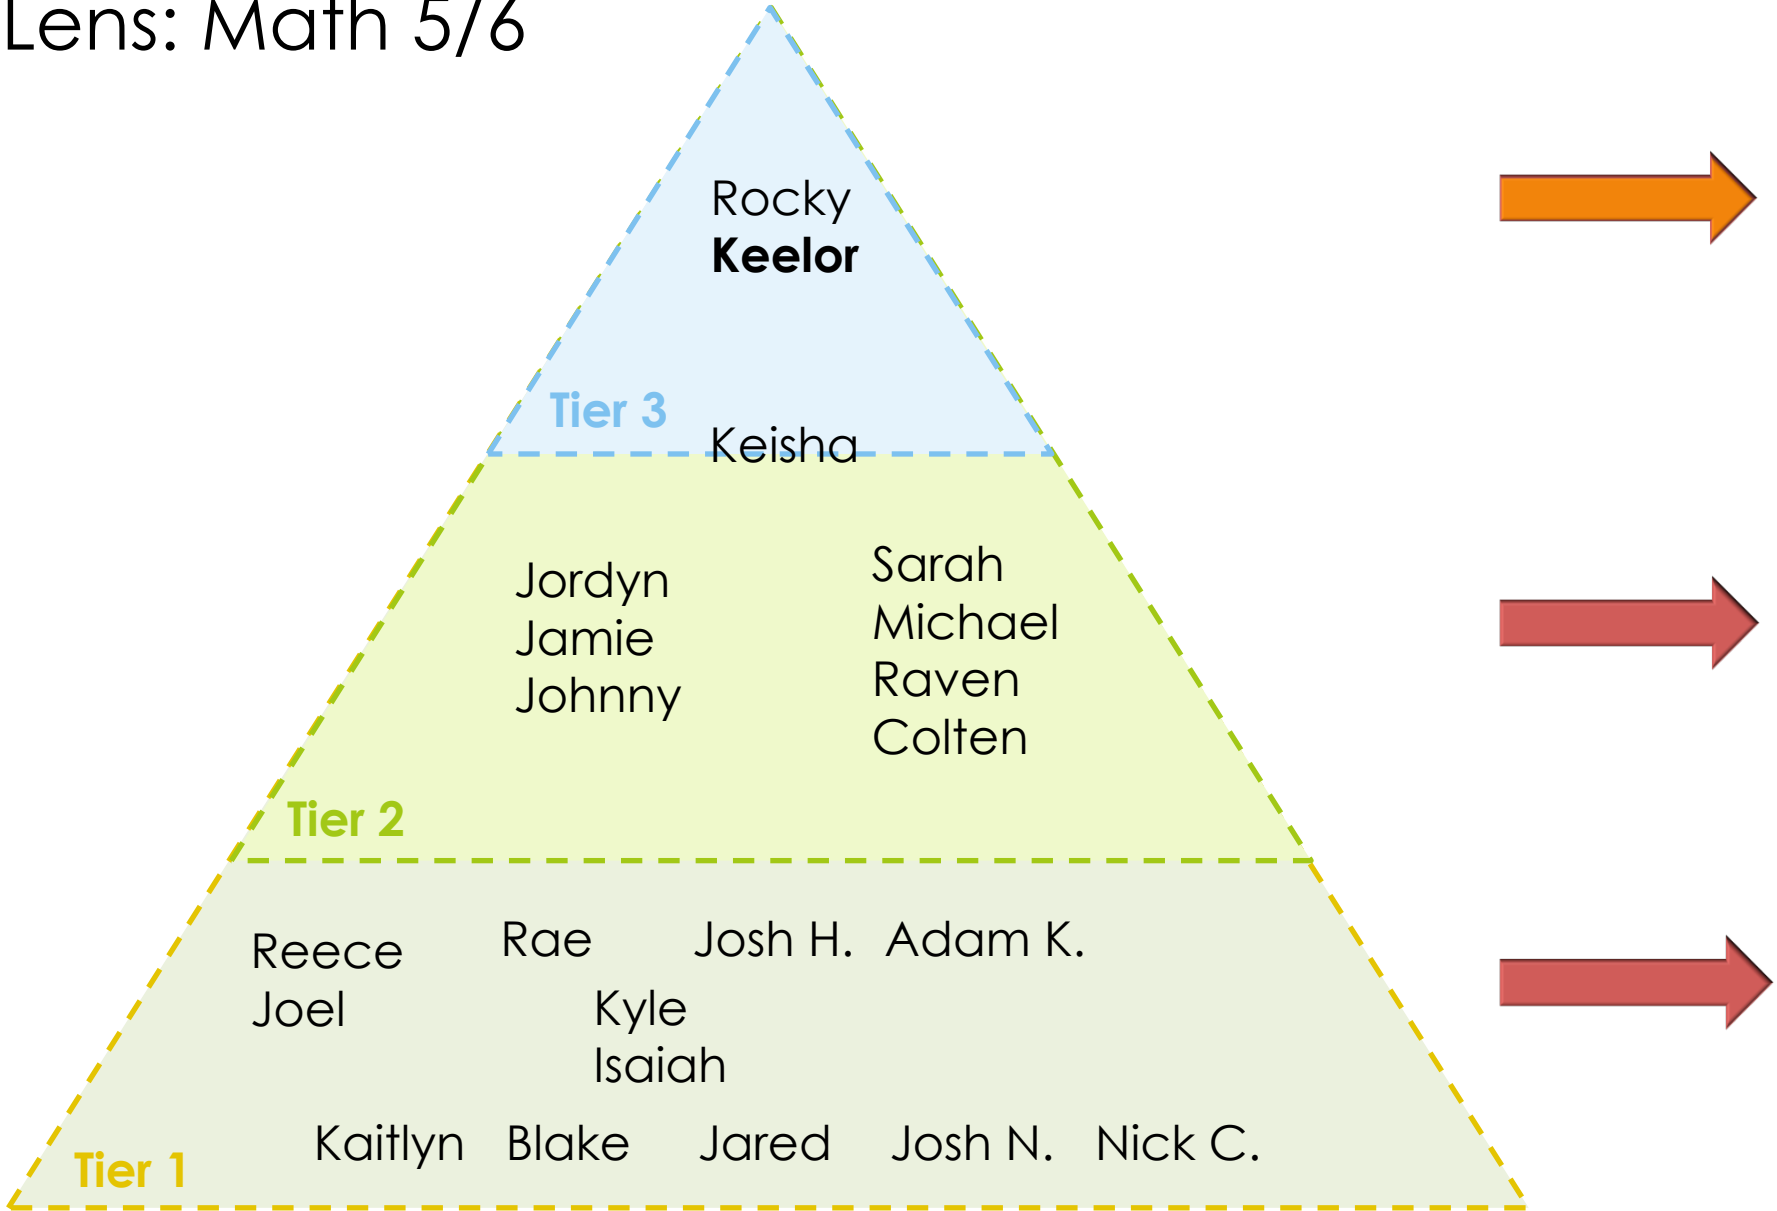 Lens: Math 5/6
Rocky
Keelor
Tier 3
Keisha
Jordyn
Jamie
Johnny
Sarah
Michael
Raven
Colten
Tier 2
Reece
Joel
Rae
Josh H.
Adam K.
Kyle
Isaiah
Kaitlyn
Blake
Jared
Josh N.
Nick C.
Tier 1